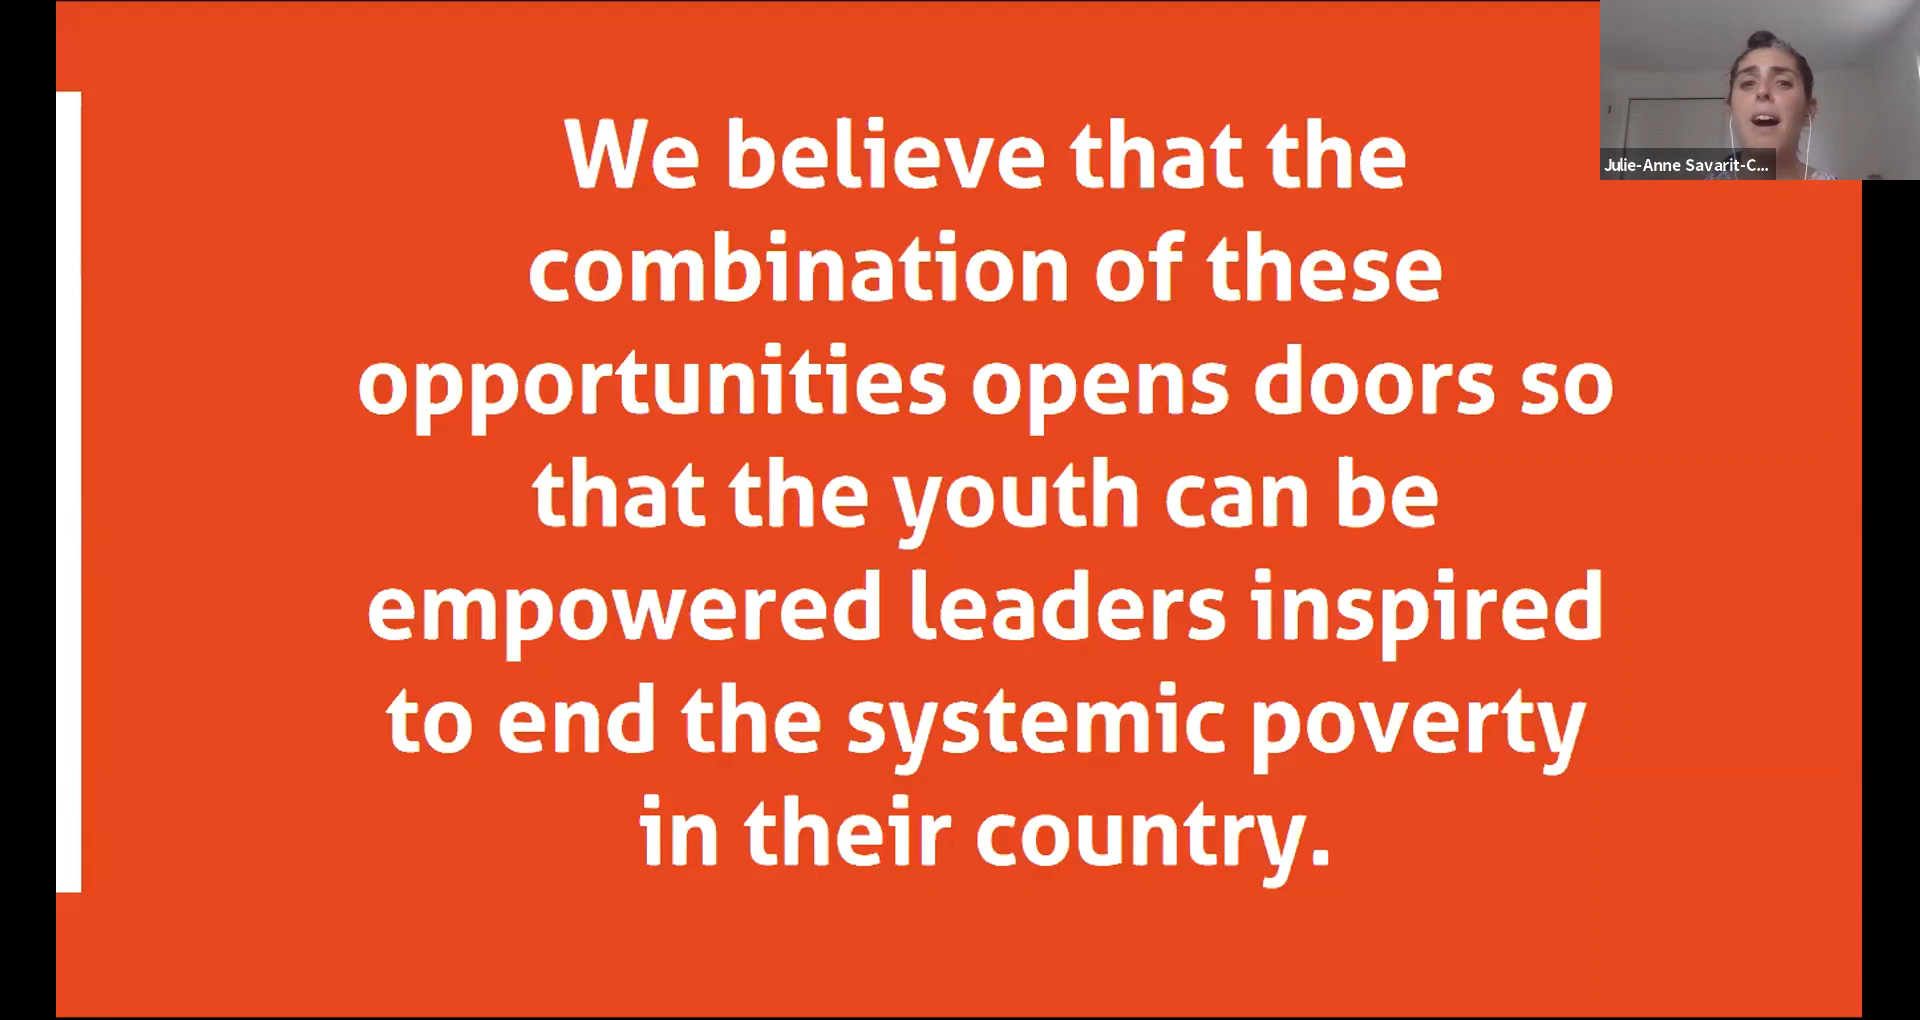 We believe that the
combination of these
opportunities opens doors so
that the youth can be
empowered leaders inspired
to end the systemic poverty
in their country.
Julie-Anne Savarit-C...